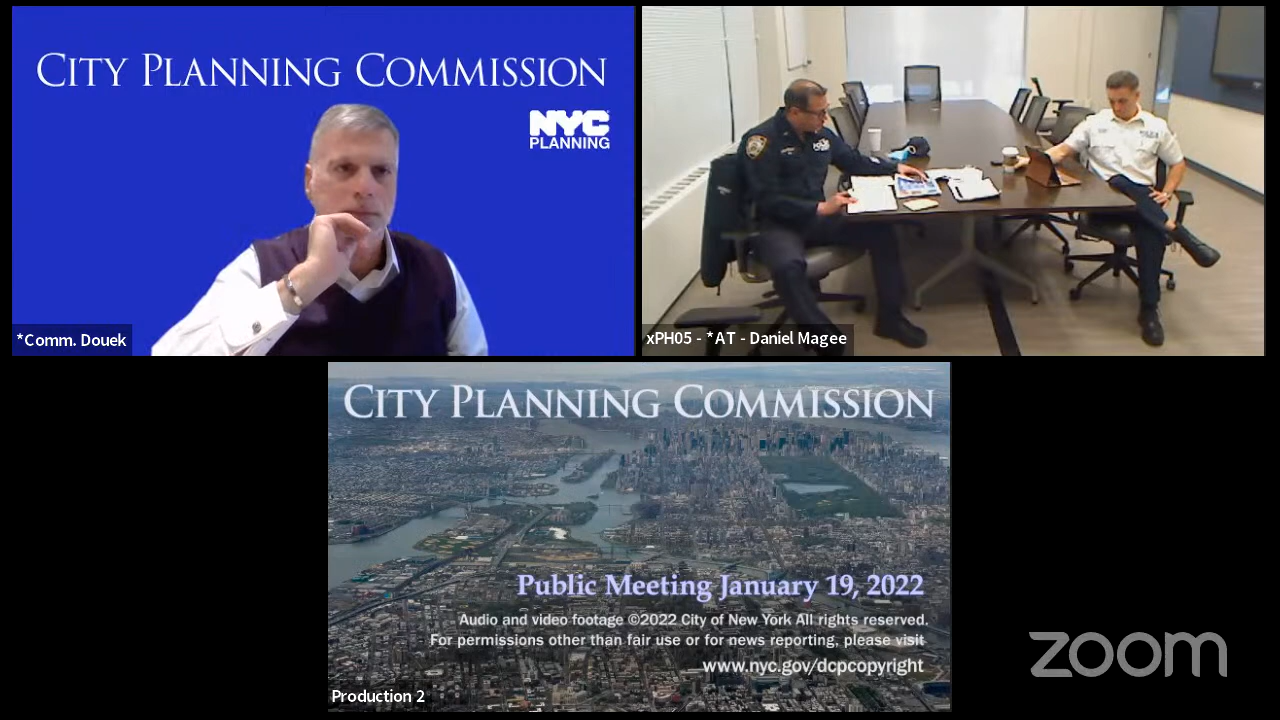 CITY PLANNING COMMISSION
NYC
PLANNING
*Comm. Douek
POLICE
xPH05 - *AT - Daniel Magee
CITY PLANNING COMMISSION
Public Meeting January 19, 2022
Audio and video footage ©2022 City of New York All rights reserved.
For permissions other than fair use or for news reporting, please visit
www.nyc.gov/dcpcopyright
Production 2
zoom